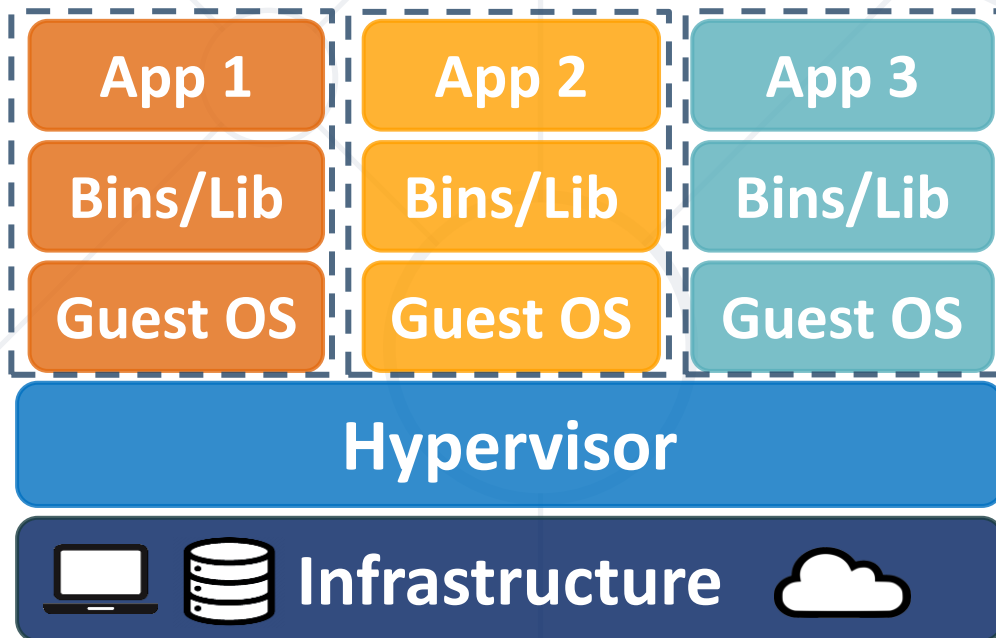 App 1
App 2
App 3
Bins/Lib
Bins/Lib
Bins/Lib
Guest OS
Guest OS
Guest OS
Hypervisor
Infrastructure